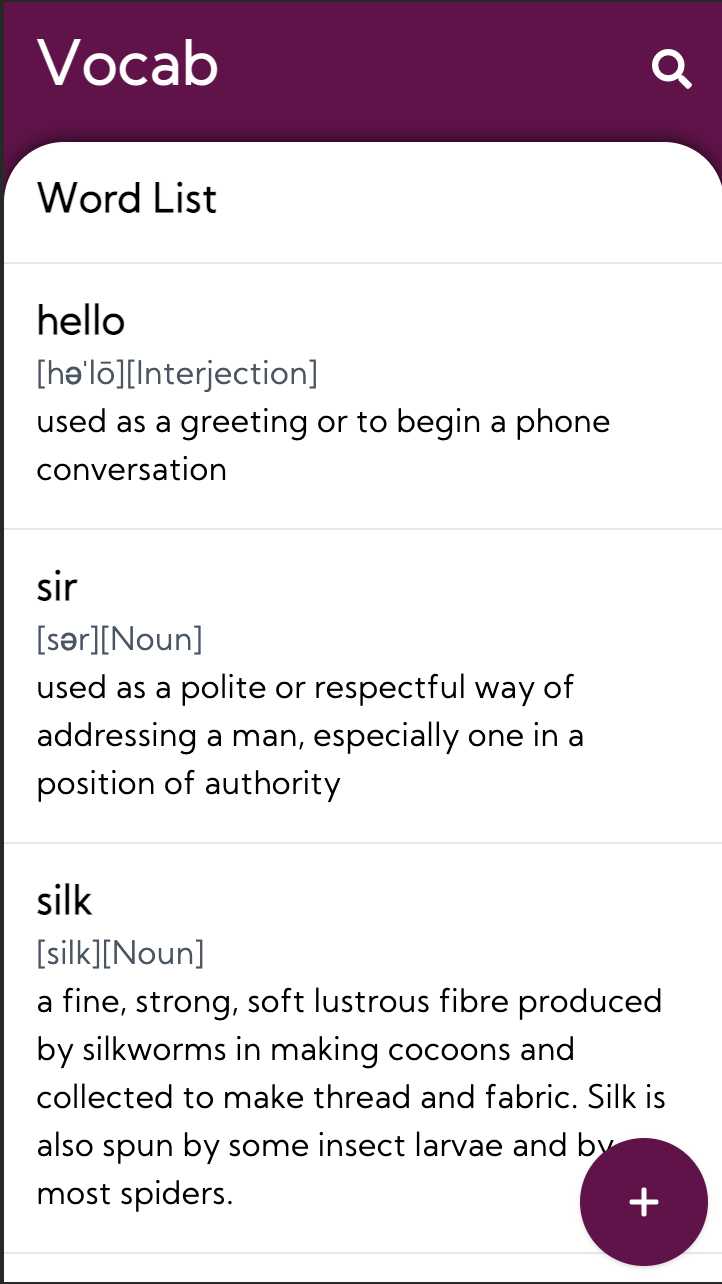 Vocab
Word List
hello
[həˈlō][Interjection]
used as a greeting or to begin a phone
conversation
sir
[sər][Noun]
used as a polite or respectful way of
addressing a man, especially one in a
position of authority
silk
[silk][Noun]
a fine, strong, soft lustrous fibre produced
by silkworms in making cocoons and
collected to make thread and fabric. Silk is
also spun by some insect larvae and by
most spiders.